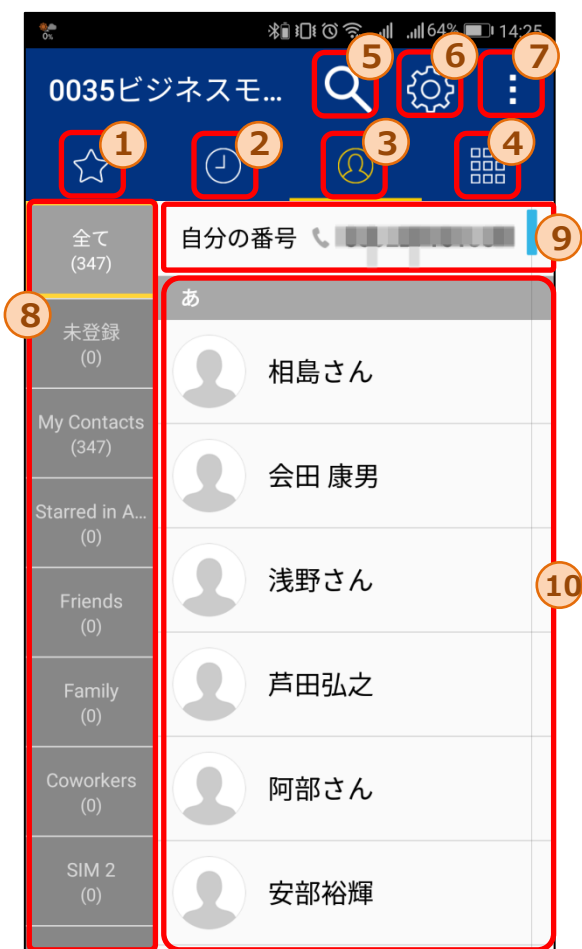 0%
64% 14:25
5 6 7
0035ビジネスモ...
1 2 3 4
全て
(347)
自分の番号
9
8
あ
未登録
(0)
相島さん
My Contacts
(347)
会田 康男
Starred in A...
(0)
浅野さん
10
Friends
(0)
芦田弘之
Family
(0)
阿部さん
Coworkers
(0)
安部裕輝
SIM 2
(0)